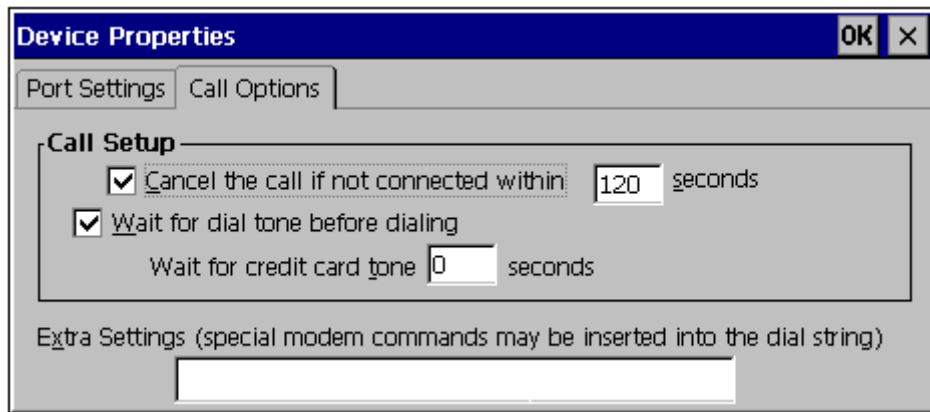 Device Properties OK ×
Port Settings Call Options
Call Setup
Cancel the call if not connected within 120 seconds
Wait for dial tone before dialing
Wait for credit card tone 0 seconds
Extra Settings (special modem commands may be inserted into the dial string)